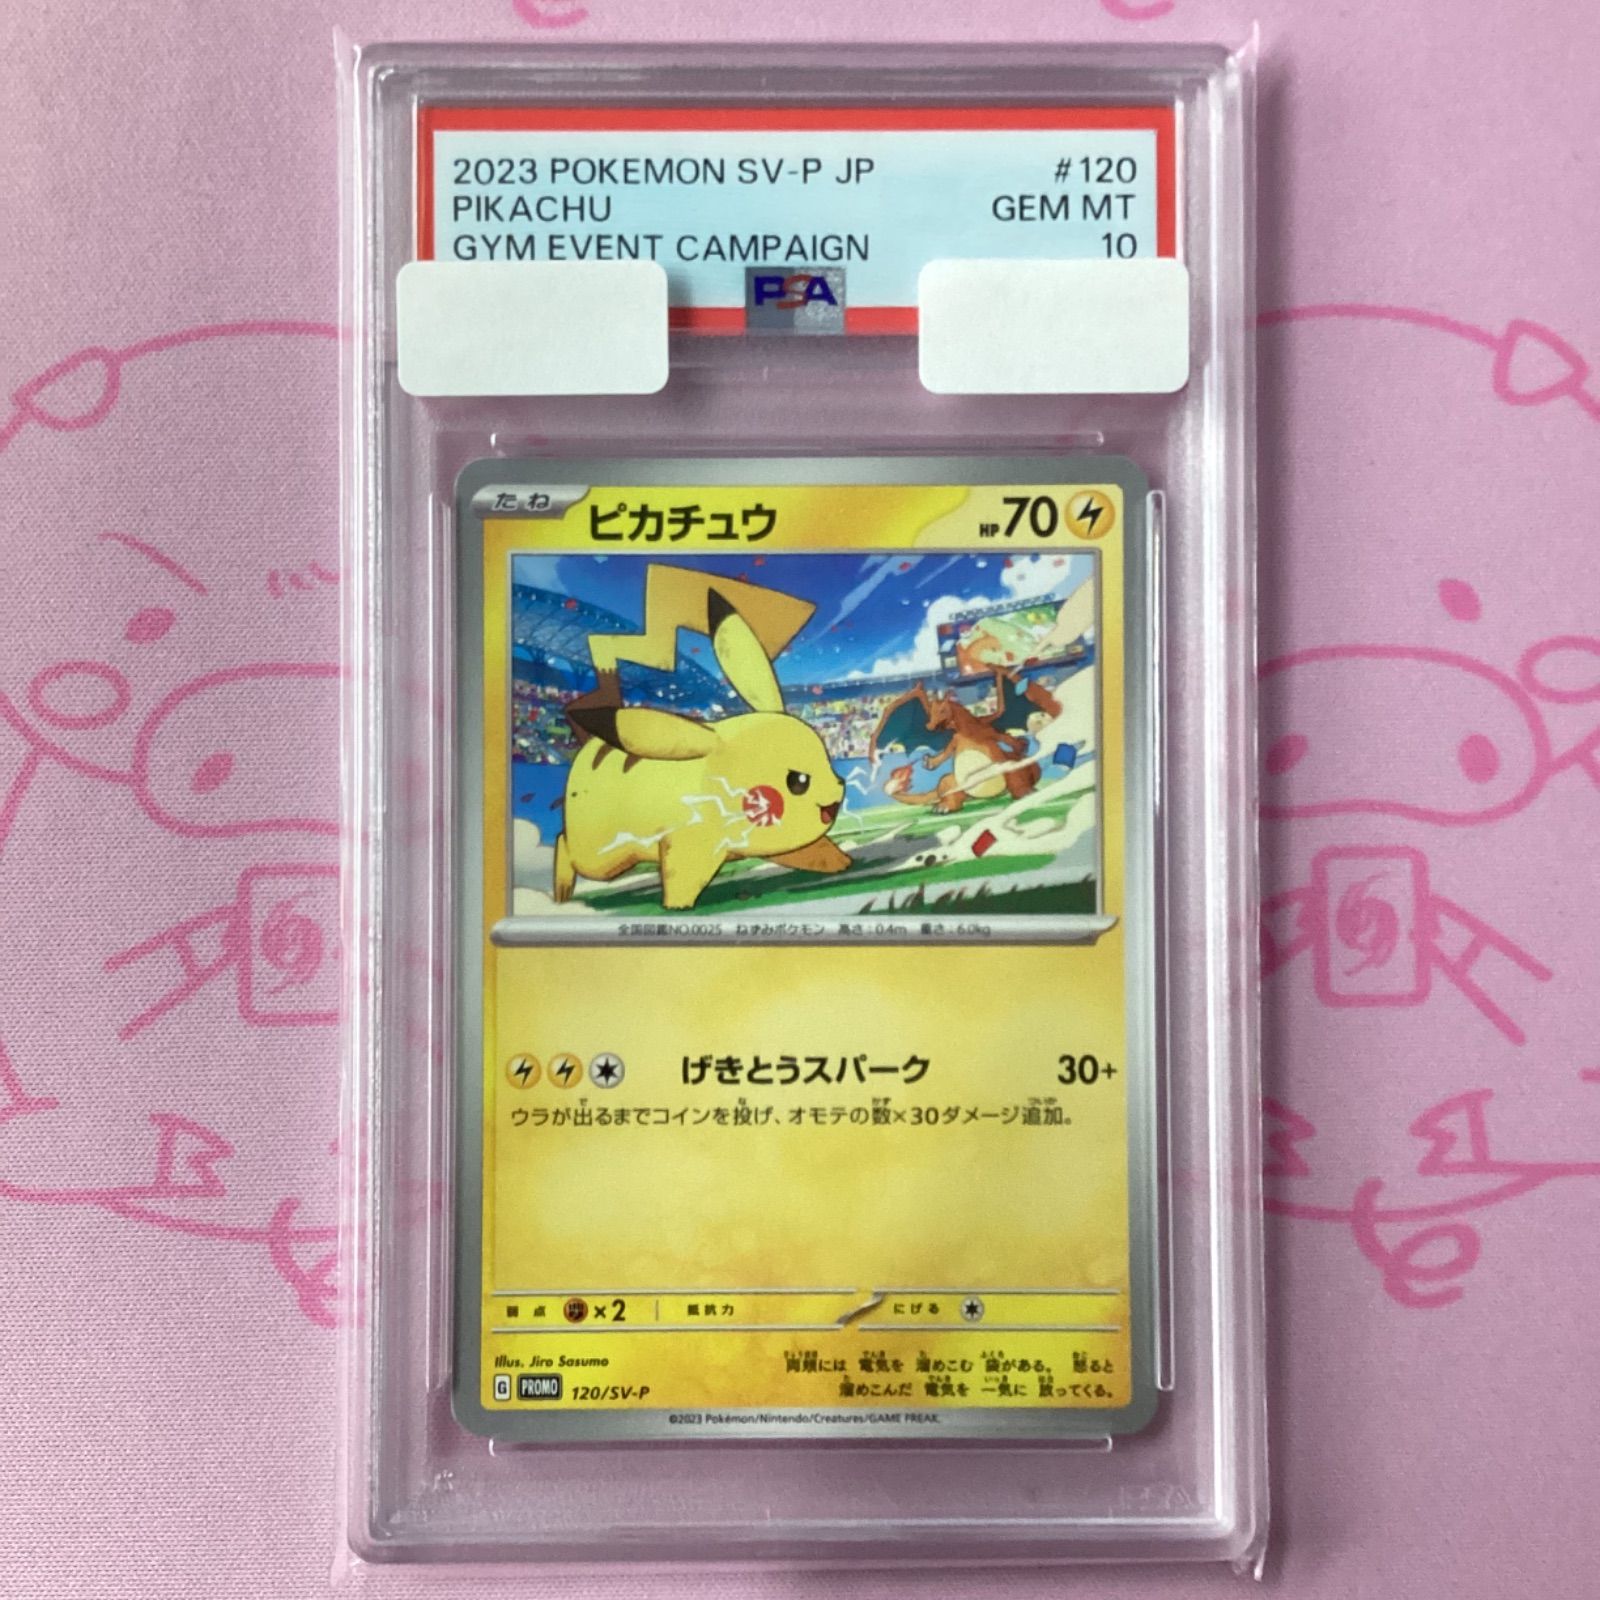 2023 POKEMON SV-P JP #120
PIKACHU GEM MT
GYM EVENT CAMPAIGN 10
PSA
たね ピカチュウ HP70
全国図鑑NO.0025 ねずみポケモン 高さ:0.4m 重さ:6.0kg
げきとうスパーク 30+
ウラが出るまでコインを投げ、オモテの数×30ダメージ追加。
弱点 ×2 抵抗力 にげる
Illus. Jiro Sasumo
両頬には 電気を 溜めこむ 袋がある。 怒ると
溜めこんだ 電気を 一気に 放ってくる。
G PROMO 120/SV-P
©2023 Pokémon/Nintendo/Creatures/GAME FREAK.